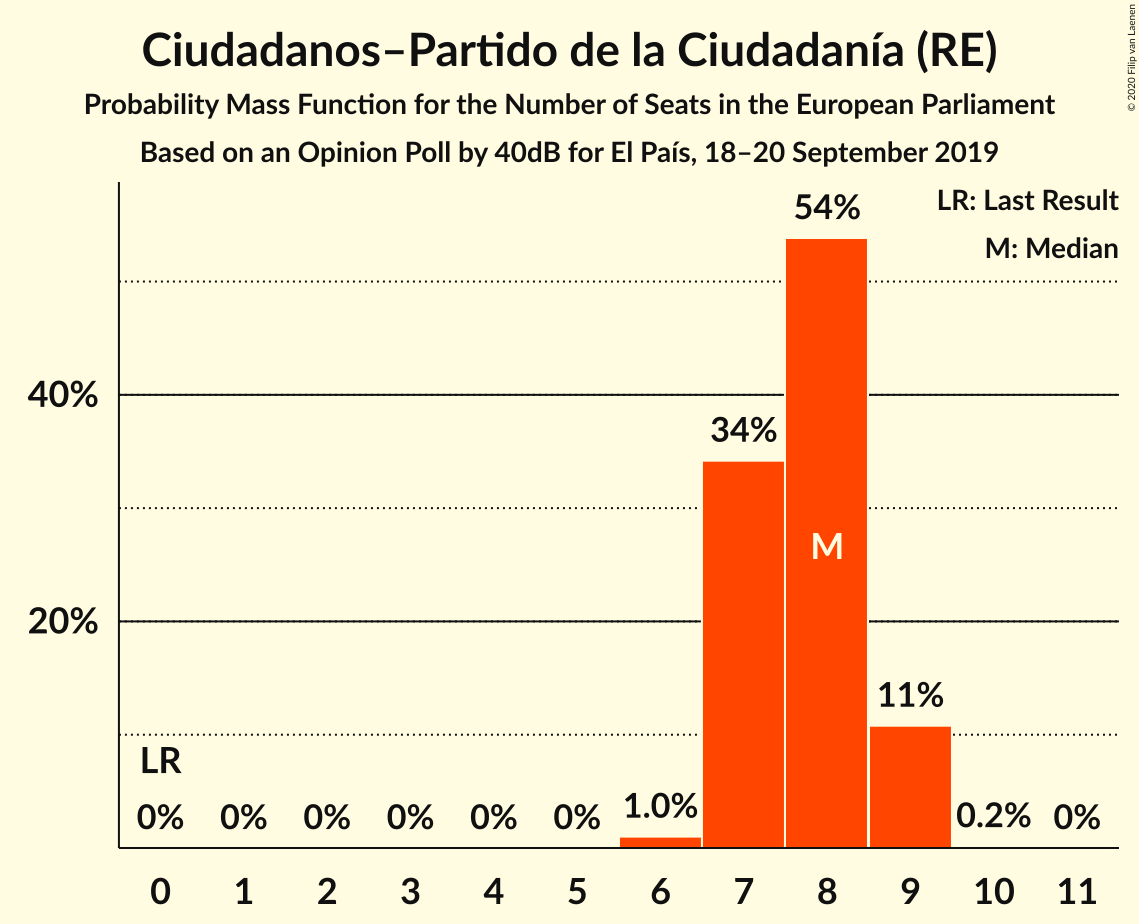 Ciudadanos–Partido de la Ciudadanía (RE)
Probability Mass Function for the Number of Seats in the European Parliament
Based on an Opinion Poll by 40dB for El País, 18–20 September 2019
© 2020 Filip van Laenen
LR: Last Result
M: Median
54%
40%
34%
M
20%
11%
LR
0% 0% 0% 0% 0% 0% 1.0% 0.2% 0%
0 1 2 3 4 5 6 7 8 9 10 11